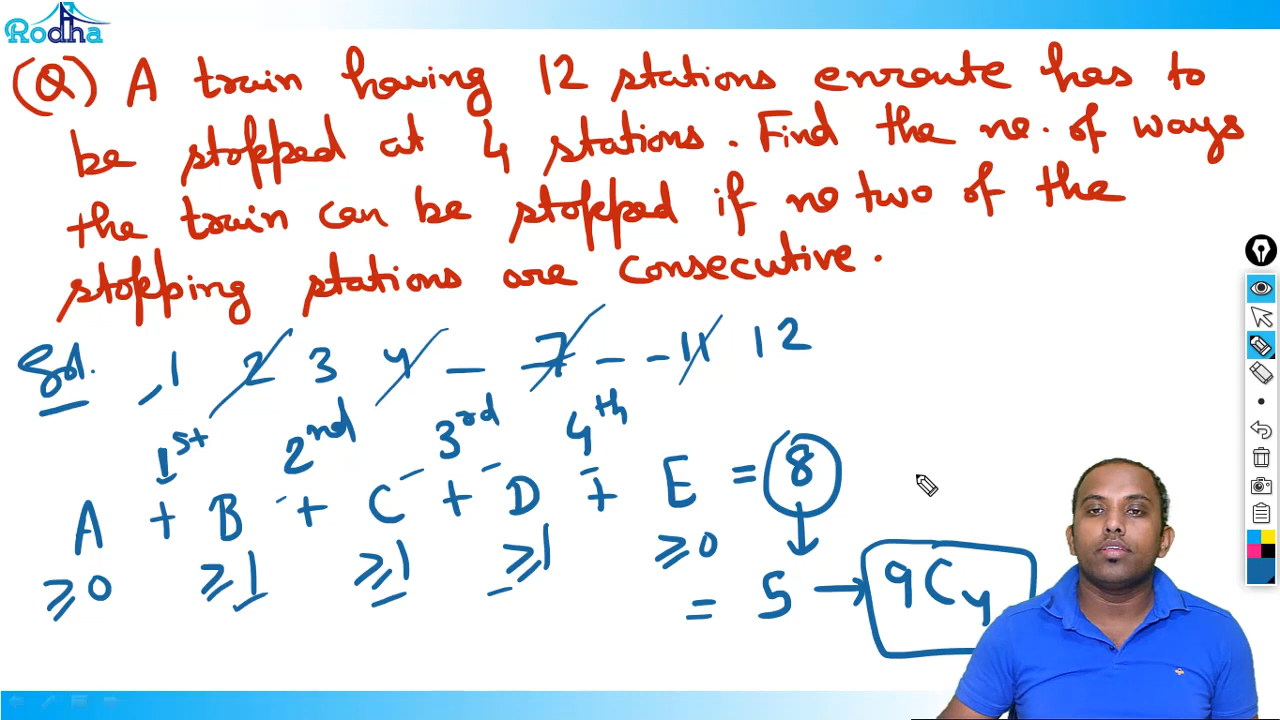 Rodha
(Q) A train having 12 stations enroute has to
be stopped at 4 stations. Find the no. of ways
the train can be stopped if no two of the
stopping stations are consecutive.
Sol. 1 2 3 4 _ 7 _ _ 11 12
1st 2nd 3rd 4th
A + B + C + D + E = 8
≥0 ≥1 ≥1 ≥1 ≥0
= 5 → 9C4